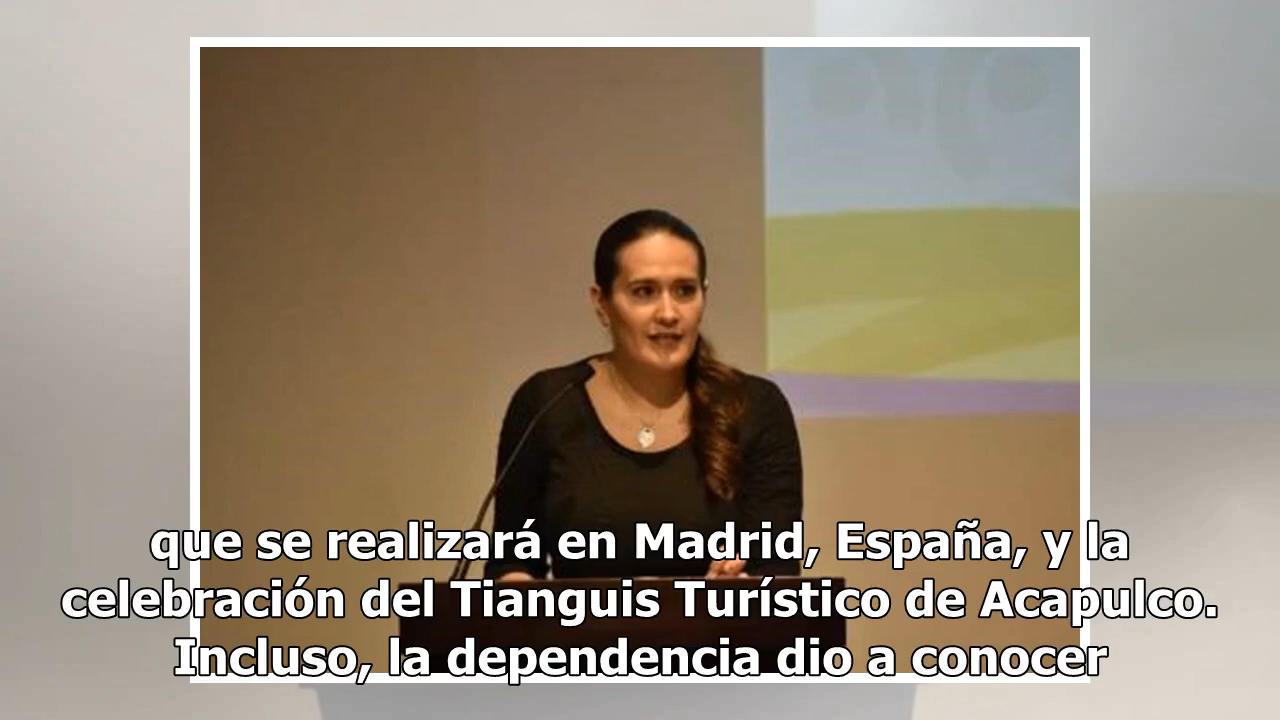 que se realizará en Madrid, España, y la
celebración del Tianguis Turístico de Acapulco.
Incluso, la dependencia dio a conocer